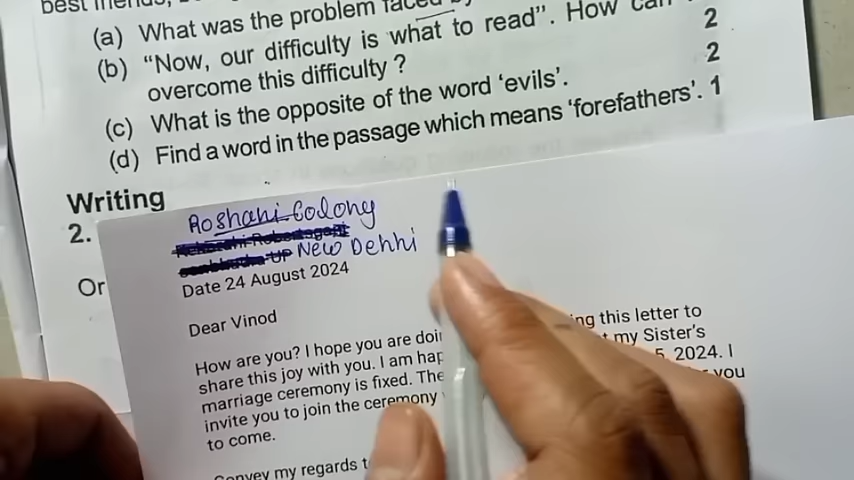 best friends,
(a) What was the problem faced by
(b) “Now, our difficulty is what to read”. How can
2
overcome this difficulty ?
2
(c) What is the opposite of the word ‘evils’.
(d) Find a word in the passage which means ‘forefathers’. 1
Writing
2.
Roshani Colony
New Dehhi
Date 24 August 2024
Or
Dear Vinod
How are you? I hope you are doi ng this letter to
share this joy with you. I am hap my Sister's
marriage ceremony is fixed. The 5, 2024. I
invite you to join the ceremony you
to come.
Convey my regards t